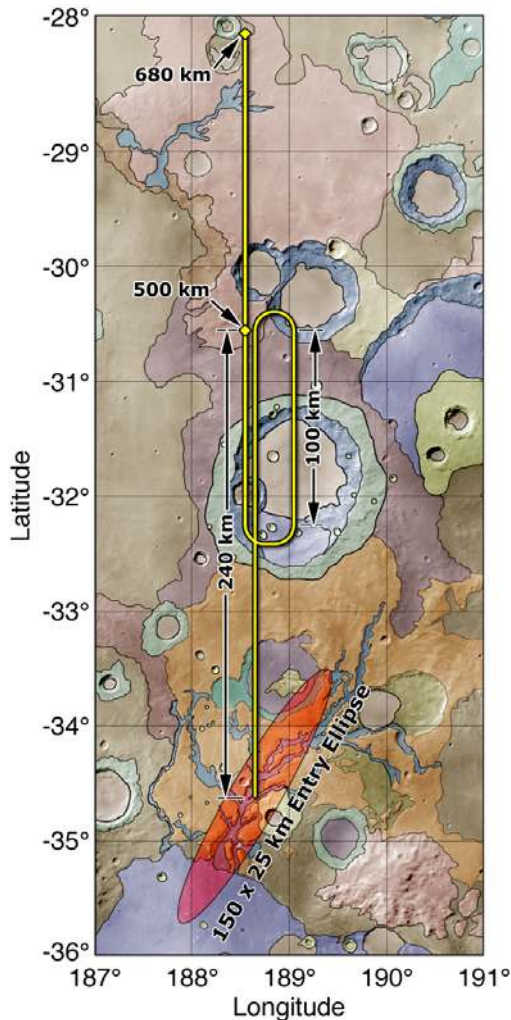 -28°
680 km
-29°
-30°
500 km
-31°
100 km
Latitude
-32°
240 km
-33°
-34°
150 x 25 km Entry Ellipse
-35°
-36°
187°
188°
189°
190°
191°
Longitude